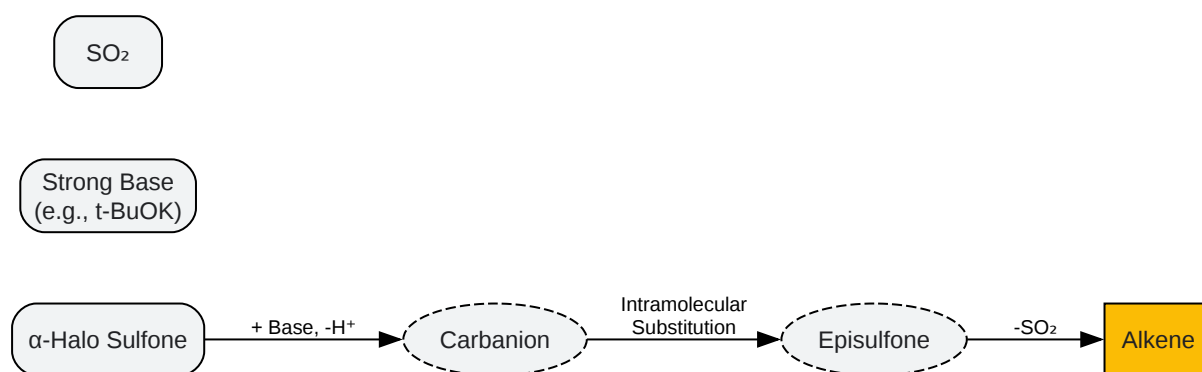 SO₂
Strong Base
(e.g., t-BuOK)
α-Halo Sulfone
+ Base, -H⁺
Carbanion
Intramolecular
Substitution
Episulfone
-SO₂
Alkene